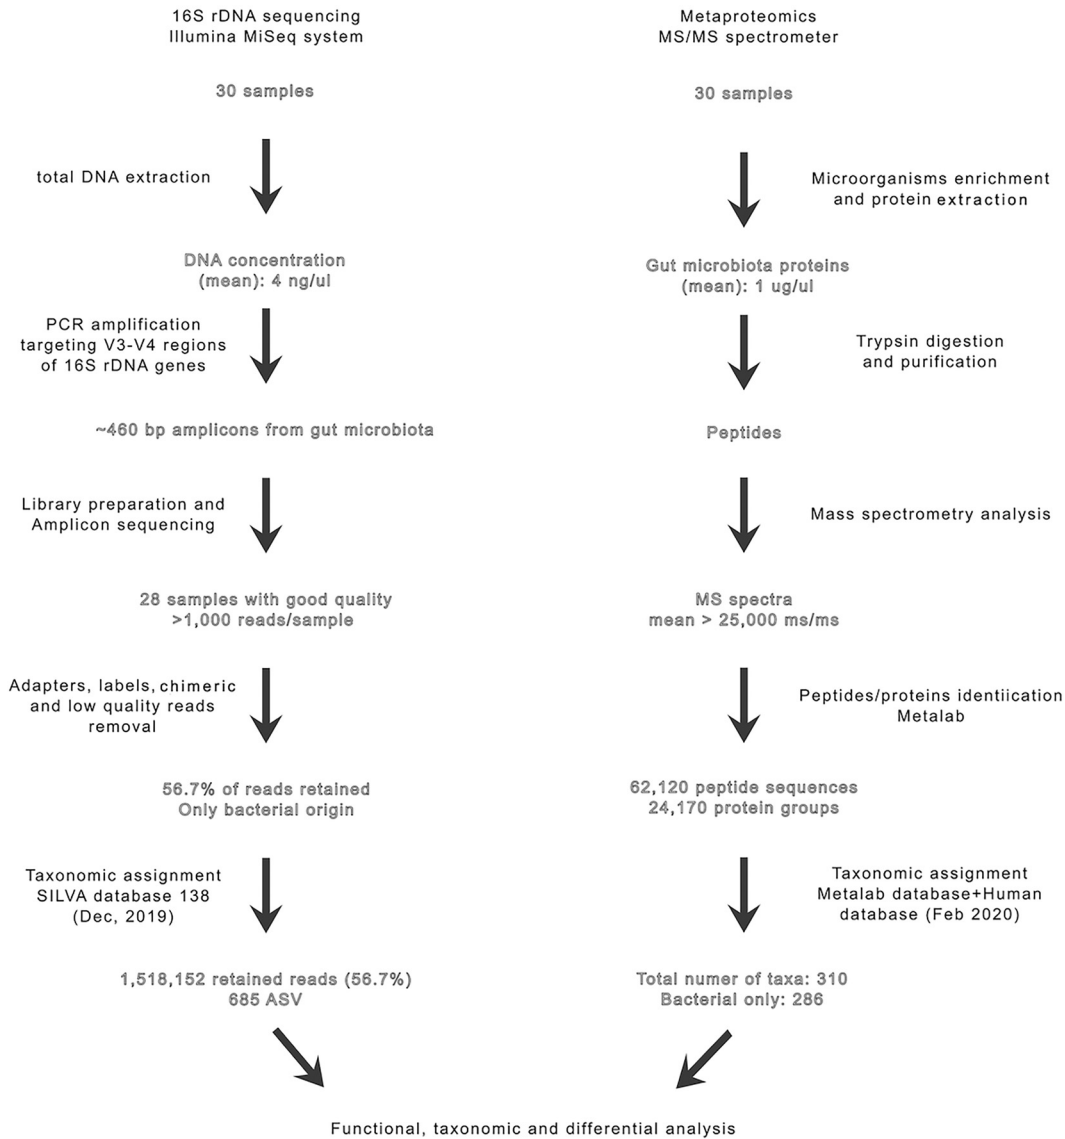 16S rDNA sequencing
Illumina MiSeq system
30 samples
total DNA extraction
DNA concentration
(mean): 4 ng/ul
PCR amplification
targeting V3-V4 regions
of 16S rDNA genes
~460 bp amplicons from gut microbiota
Library preparation and
Amplicon sequencing
28 samples with good quality
>1,000 reads/sample
Adapters, labels, chimeric
and low quality reads
removal
56.7% of reads retained
Only bacterial origin
Taxonomic assignment
SILVA database 138
(Dec, 2019)
1,518,152 retained reads (56.7%)
685 ASV
Metaproteomics
MS/MS spectrometer
30 samples
Microorganisms enrichment
and protein extraction
Gut microbiota proteins
(mean): 1 ug/ul
Trypsin digestion
and purification
Peptides
Mass spectrometry analysis
MS spectra
mean > 25,000 ms/ms
Peptides/proteins identiication
Metalab
62,120 peptide sequences
24,170 protein groups
Taxonomic assignment
Metalab database+Human
database (Feb 2020)
Total numer of taxa: 310
Bacterial only: 286
Functional, taxonomic and differential analysis